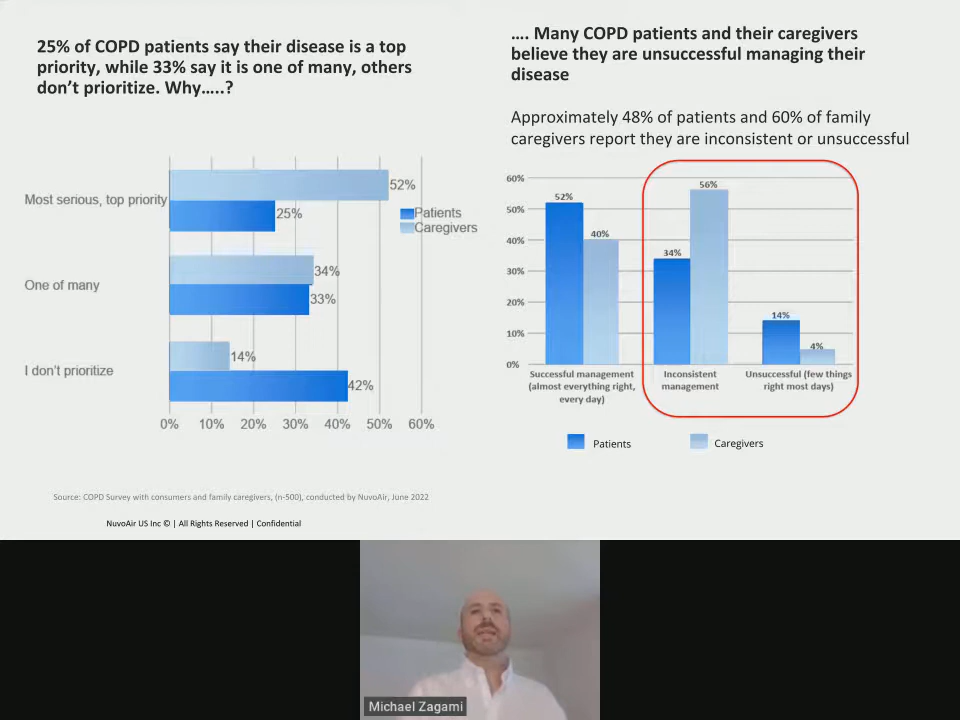 25% of COPD patients say their disease is a top
priority, while 33% say it is one of many, others
don't prioritize. Why…..?
Most serious, top priority
52%
25%
Patients
Caregivers
One of many
34%
33%
I don't prioritize
14%
42%
0% 10% 20% 30% 40% 50% 60%
Source: COPD Survey with consumers and family caregivers, (n-500), conducted by NuvoAir, June 2022
NuvoAir US Inc © | All Rights Reserved | Confidential
…. Many COPD patients and their caregivers
believe they are unsuccessful managing their
disease
Approximately 48% of patients and 60% of family
caregivers report they are inconsistent or unsuccessful
60%
50%
40%
30%
20%
10%
0%
52%
40%
34%
56%
14%
4%
Successful management
(almost everything right,
every day)
Inconsistent
management
Unsuccessful (few things
right most days)
Patients
Caregivers
Michael Zagami